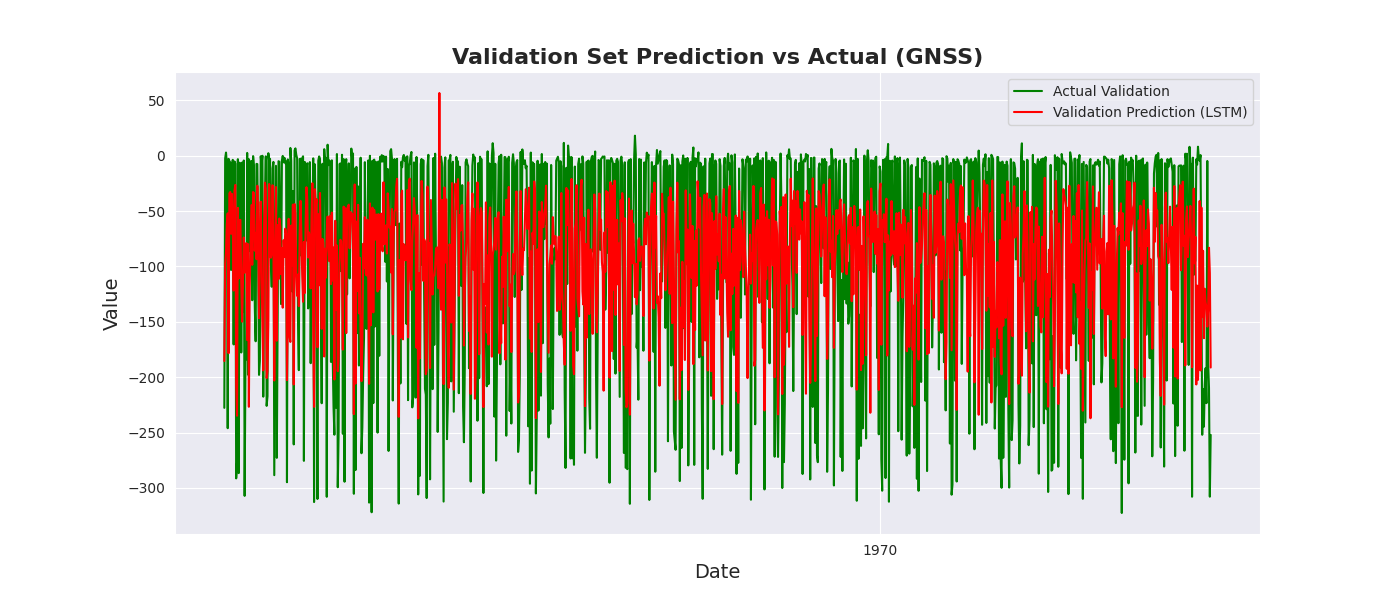 Validation Set Prediction vs Actual (GNSS)
Actual Validation
Validation Prediction (LSTM)
50
0
−50
−100
−150
−200
−250
−300
Value
1970
Date